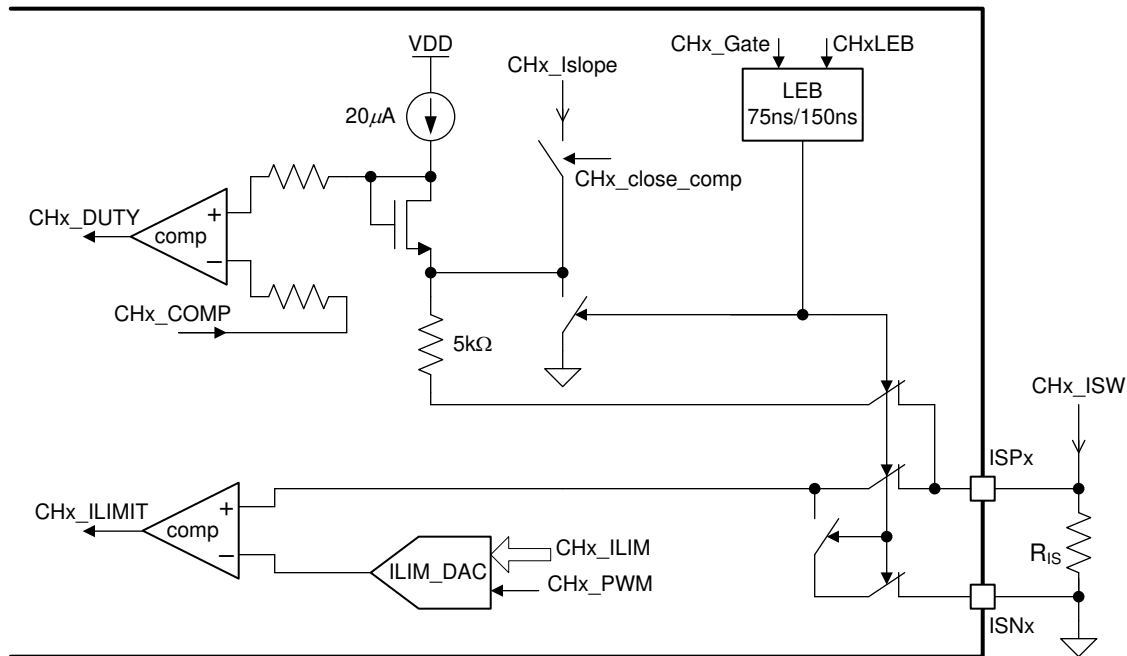 CHx_Gate
CHxLEB
VDD
CHx_Islope
LEB
75ns/150ns
20μA
CHx_close_comp
CHx_DUTY
+
comp
–
CHx_COMP
5kΩ
CHx_ISW
ISPx
CHx_ILIMIT
+
comp
–
CHx_ILIM
ILIM_DAC
CHx_PWM
RIS
ISNx